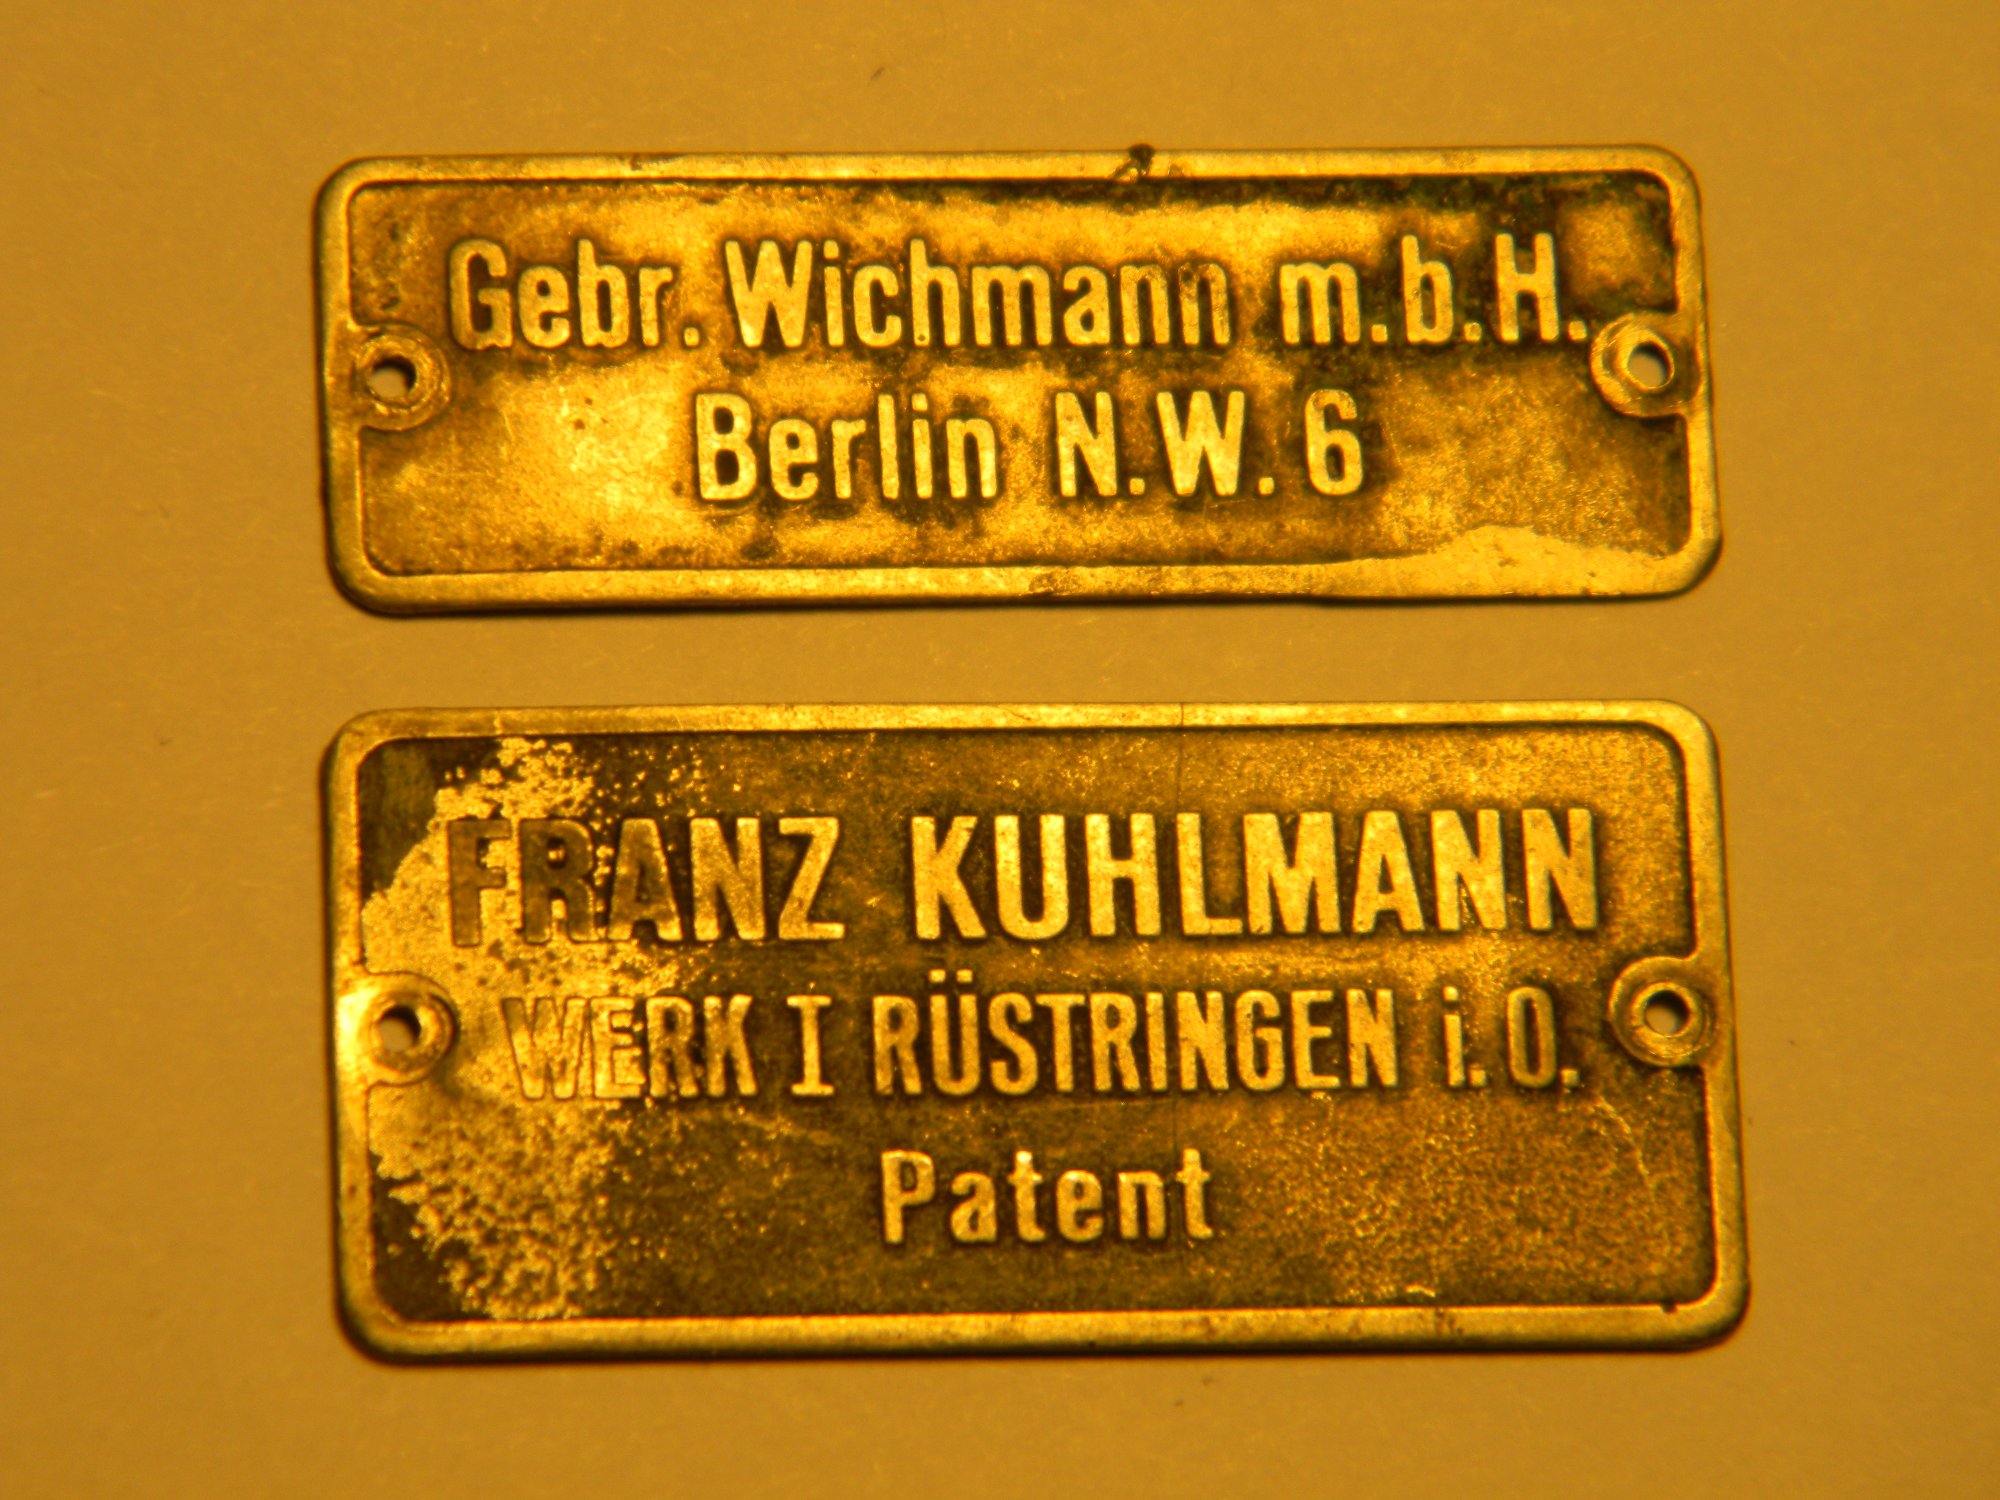 Gebr. Wichmann m.b.H.
Berlin N.W. 6
FRANZ KUHLMANN
WERK I RÜSTRINGEN i.O.
Patent